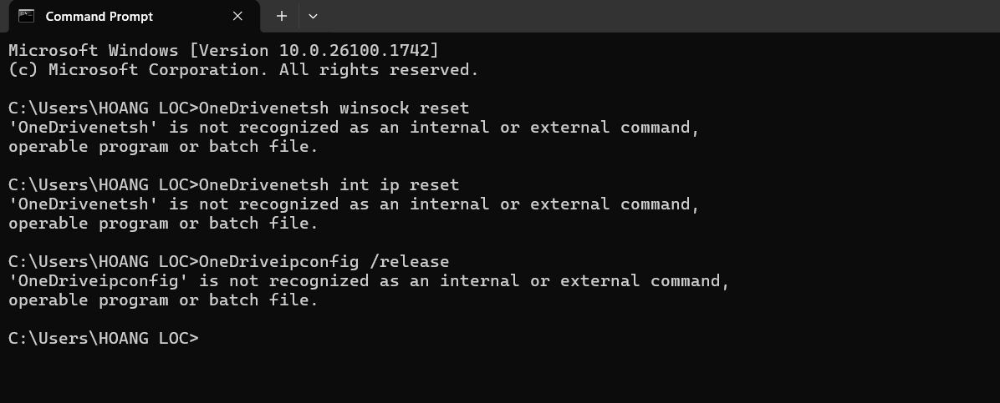 Command Prompt
Microsoft Windows [Version 10.0.26100.1742]
(c) Microsoft Corporation. All rights reserved.
C:\Users\HOANG LOC>OneDrivenetsh winsock reset
'OneDrivenetsh' is not recognized as an internal or external command,
operable program or batch file.
C:\Users\HOANG LOC>OneDrivenetsh int ip reset
'OneDrivenetsh' is not recognized as an internal or external command,
operable program or batch file.
C:\Users\HOANG LOC>OneDriveipconfig /release
'OneDriveipconfig' is not recognized as an internal or external command,
operable program or batch file.
C:\Users\HOANG LOC>